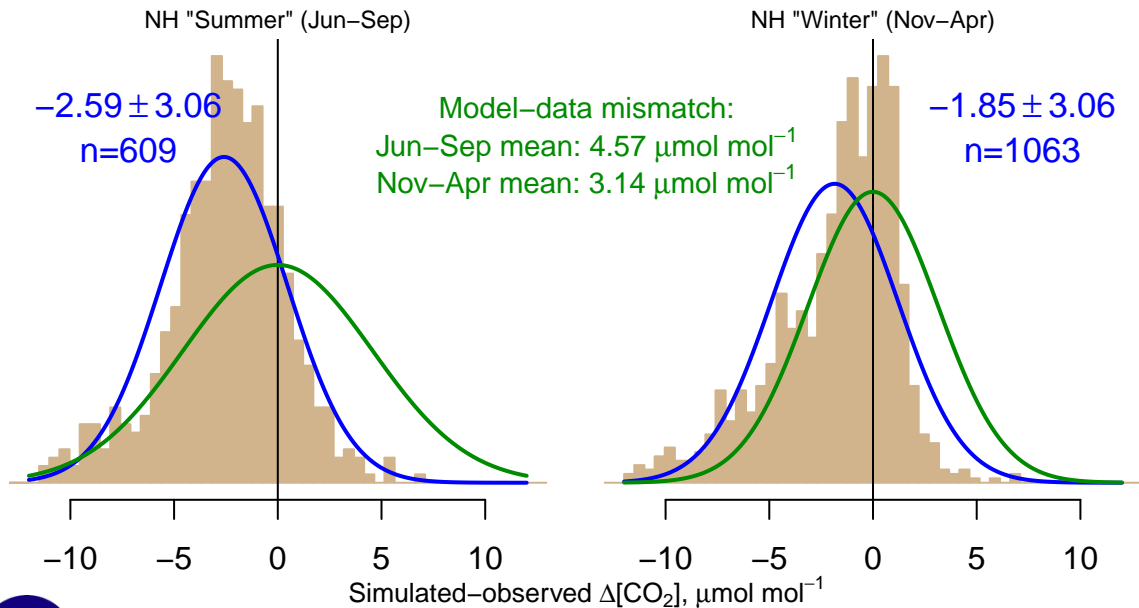 NH "Summer" (Jun−Sep)
NH "Winter" (Nov−Apr)
−2.59 ± 3.06
n=609
Model−data mismatch:
Jun−Sep mean: 4.57 μmol mol⁻¹
Nov−Apr mean: 3.14 μmol mol⁻¹
−1.85 ± 3.06
n=1063
−10 −5 0 5 10
−10 −5 0 5 10
Simulated−observed Δ[CO₂], μmol mol⁻¹